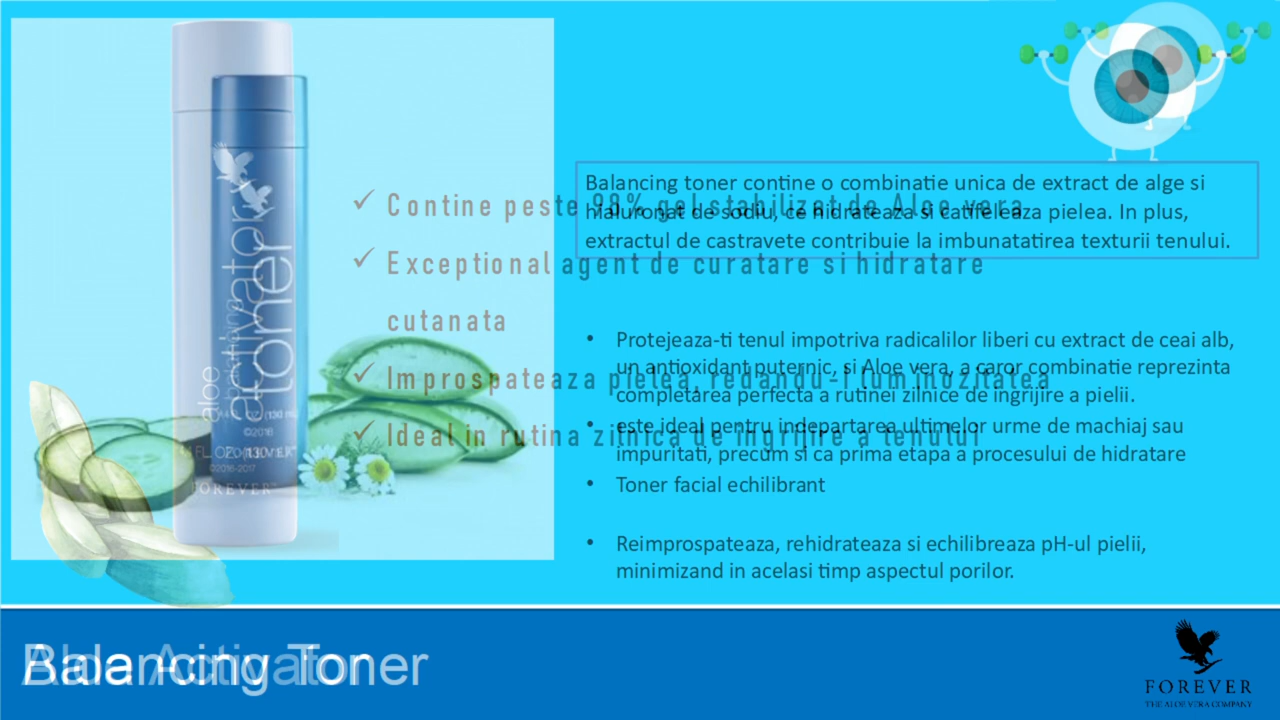 Balancing toner contine o combinatie unica de extract de alge si
hialuronat de sodiu, ce hidrateaza si catifeleaza pielea. In plus,
extractul de castravete contribuie la imbunatatirea texturii tenului.
Contine peste 98% gel stabilizat de Aloe vera
Exceptional agent de curatare si hidratare
cutanata
Improspateaza pielea, redandu-i luminozitatea
Ideal in rutina zilnica de ingrijire a tenului
• Protejeaza-ti tenul impotriva radicalilor liberi cu extract de ceai alb,
un antioxidant puternic, si Aloe vera, a caror combinatie reprezinta
completarea perfecta a rutinei zilnice de ingrijire a pielii.
• este ideal pentru indepartarea ultimelor urme de machiaj sau
impuritati, precum si ca prima etapa a procesului de hidratare
• Toner facial echilibrant
• Reimprospateaza, rehidrateaza si echilibreaza pH-ul pielii,
minimizand in acelasi timp aspectul porilor.
aloe
activator
balancing
toner
©2016
©2016-2017
FOREVER
Balancing Toner
Aloe Activator
FOREVER
THE ALOE VERA COMPANY